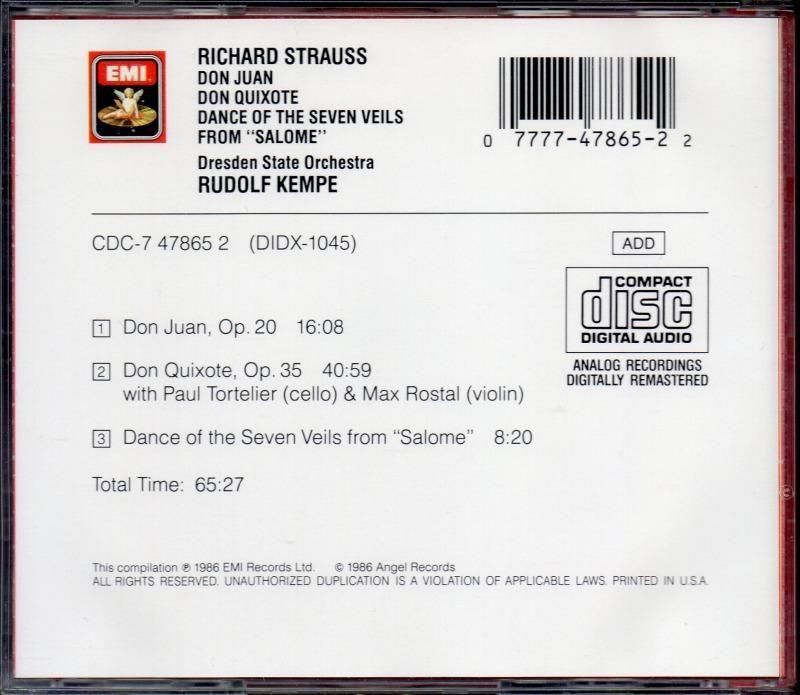 EMI
RICHARD STRAUSS
DON JUAN
DON QUIXOTE
DANCE OF THE SEVEN VEILS
FROM "SALOME"
Dresden State Orchestra
RUDOLF KEMPE
0 7777-47865-2 2
CDC-7 47865 2 (DIDX-1045)
ADD
COMPACT
disc
DIGITAL AUDIO
ANALOG RECORDINGS
DIGITALLY REMASTERED
1 Don Juan, Op. 20 16:08
2 Don Quixote, Op. 35 40:59
with Paul Tortelier (cello) & Max Rostal (violin)
3 Dance of the Seven Veils from "Salome" 8:20
Total Time: 65:27
This compilation ℗ 1986 EMI Records Ltd. © 1986 Angel Records
ALL RIGHTS RESERVED. UNAUTHORIZED DUPLICATION IS A VIOLATION OF APPLICABLE LAWS. PRINTED IN U.S.A.